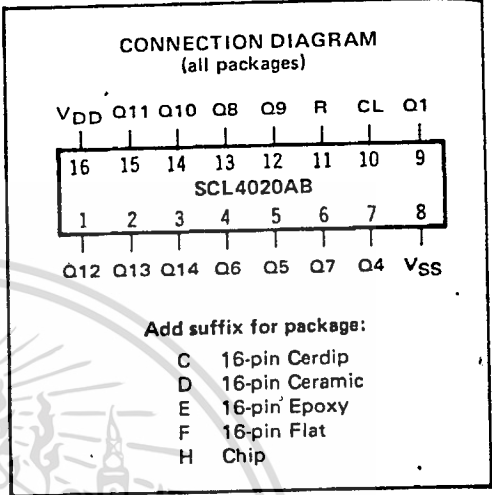 CONNECTION DIAGRAM
(all packages)
VDD Q11 Q10 Q8 Q9 R CL Q1
16 15 14 13 12 11 10 9
SCL4020AB
1 2 3 4 5 6 7 8
Q12 Q13 Q14 Q6 Q5 Q7 Q4 VSS
Add suffix for package:
C 16-pin Cerdip
D 16-pin Ceramic
E 16-pin Epoxy
F 16-pin Flat
H Chip